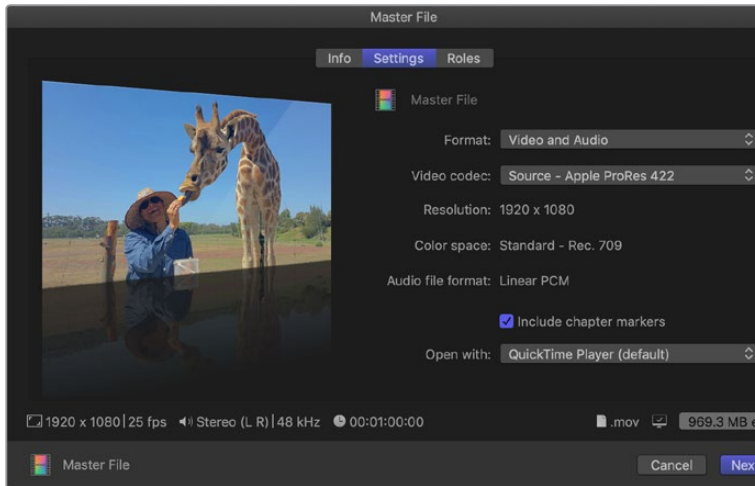 Master File
Info Settings Roles
Master File
Format: Video and Audio
Video codec: Source - Apple ProRes 422
Resolution: 1920 x 1080
Color space: Standard - Rec. 709
Audio file format: Linear PCM
Include chapter markers
Open with: QuickTime Player (default)
1920 x 1080 | 25 fps Stereo (L R) | 48 kHz 00:01:00:00 .mov 969.3 MB e
Master File Cancel Nex